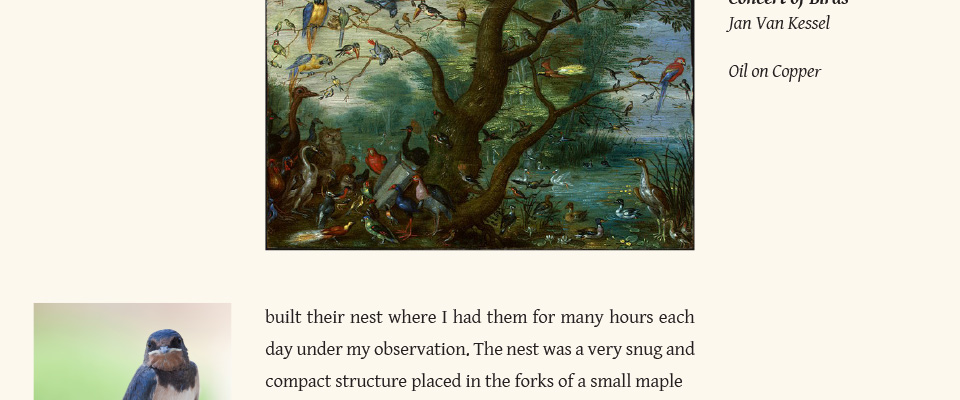 Concert of Birds
Jan Van Kessel
Oil on Copper
built their nest where I had them for many hours each
day under my observation. The nest was a very snug and
compact structure placed in the forks of a small maple